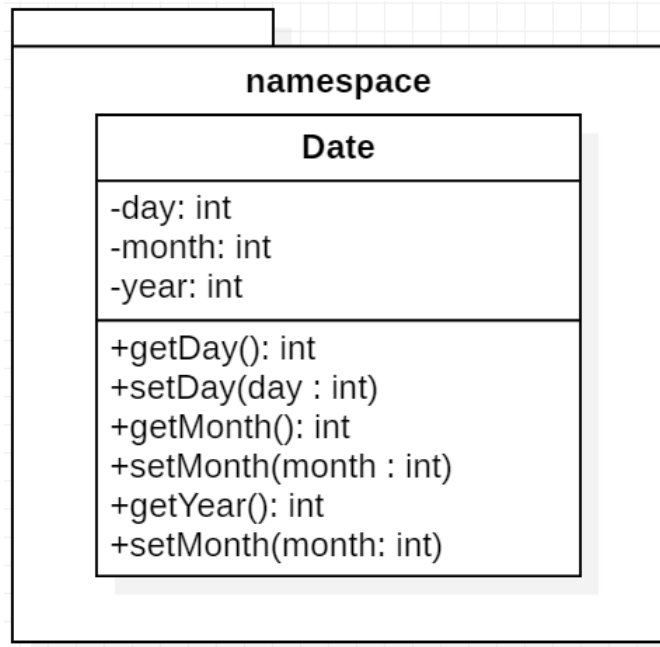 namespace
Date
-day: int
-month: int
-year: int
+getDay(): int
+setDay(day : int)
+getMonth(): int
+setMonth(month : int)
+getYear(): int
+setMonth(month: int)